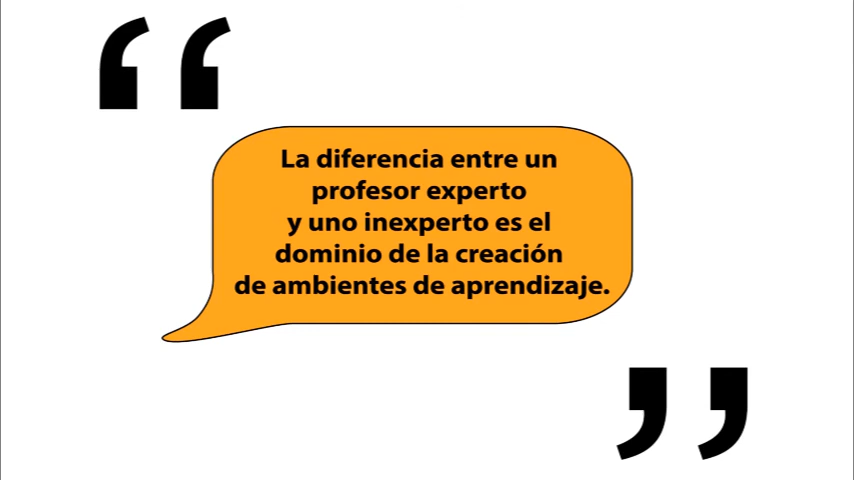 “
La diferencia entre un
profesor experto
y uno inexperto es el
dominio de la creación
de ambientes de aprendizaje.
”